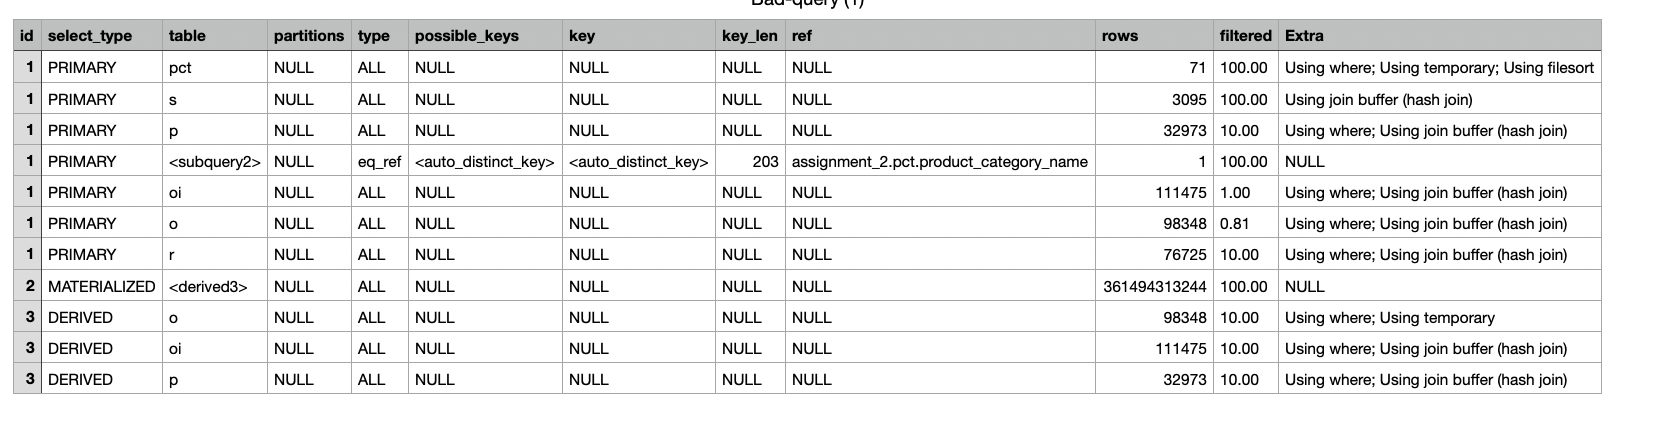 Bad-query (1)
id select_type table partitions type possible_keys key key_len ref rows filtered Extra
1 PRIMARY pct NULL ALL NULL NULL NULL NULL 71 100.00 Using where; Using temporary; Using filesort
1 PRIMARY s NULL ALL NULL NULL NULL NULL 3095 100.00 Using join buffer (hash join)
1 PRIMARY p NULL ALL NULL NULL NULL NULL 32973 10.00 Using where; Using join buffer (hash join)
1 PRIMARY <subquery2> NULL eq_ref <auto_distinct_key> <auto_distinct_key> 203 assignment_2.pct.product_category_name 1 100.00 NULL
1 PRIMARY oi NULL ALL NULL NULL NULL NULL 111475 1.00 Using where; Using join buffer (hash join)
1 PRIMARY o NULL ALL NULL NULL NULL NULL 98348 0.81 Using where; Using join buffer (hash join)
1 PRIMARY r NULL ALL NULL NULL NULL NULL 76725 10.00 Using where; Using join buffer (hash join)
2 MATERIALIZED <derived3> NULL ALL NULL NULL NULL NULL 361494313244 100.00 NULL
3 DERIVED o NULL ALL NULL NULL NULL NULL 98348 10.00 Using where; Using temporary
3 DERIVED oi NULL ALL NULL NULL NULL NULL 111475 10.00 Using where; Using join buffer (hash join)
3 DERIVED p NULL ALL NULL NULL NULL NULL 32973 10.00 Using where; Using join buffer (hash join)